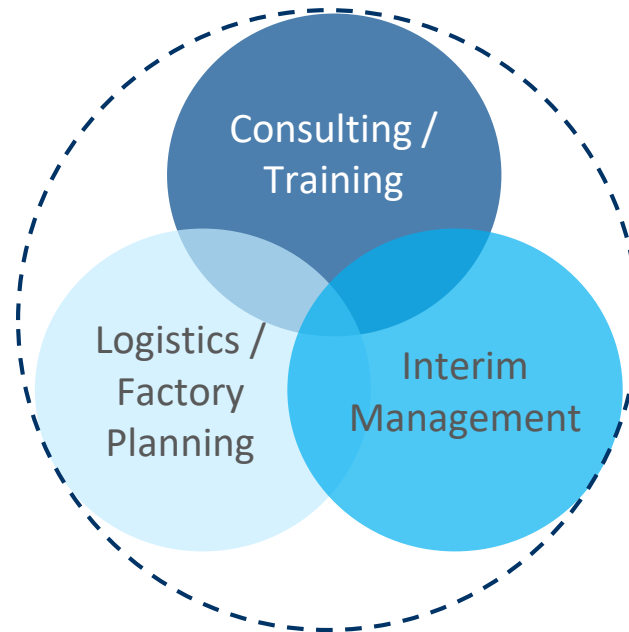 Consulting /
Training
Logistics /
Factory
Planning
Interim
Management